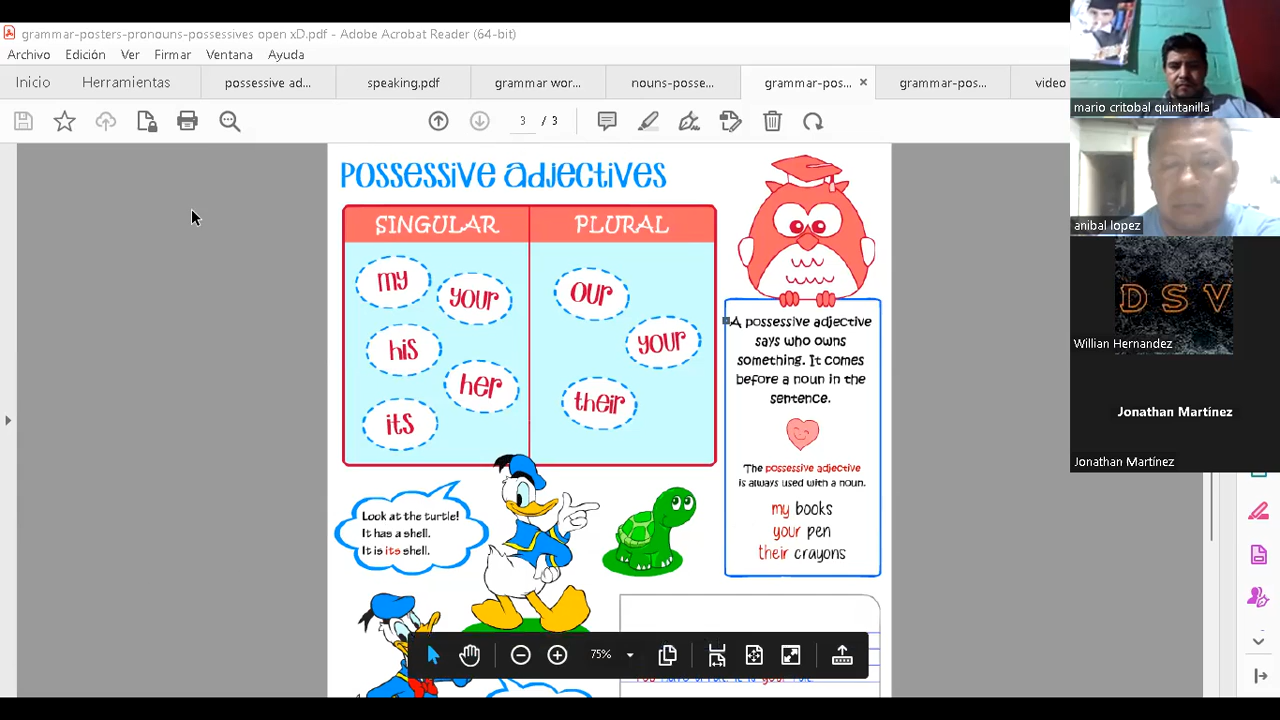 grammar-posters-pronouns-possessives open xD.pdf - Adobe Acrobat Reader (64-bit)
Archivo Edición Ver Firmar Ventana Ayuda
Inicio Herramientas possessive ad... speaking.pdf grammar wor... nouns-posse... grammar-pos... grammar-pos... video
3 / 3
Possessive adjectives
SINGULAR PLURAL
my your
his
her
its
our
your
their
A possessive adjective
says who owns
something. It comes
before a noun in the
sentence.
The possessive adjective
is always used with a noun.
my books
your pen
their crayons
Look at the turtle!
It has a shell.
It is its shell.
75%
mario critobal quintanilla
anibal lopez
DSV
Willian Hernandez
Jonathan Martínez
Jonathan Martínez